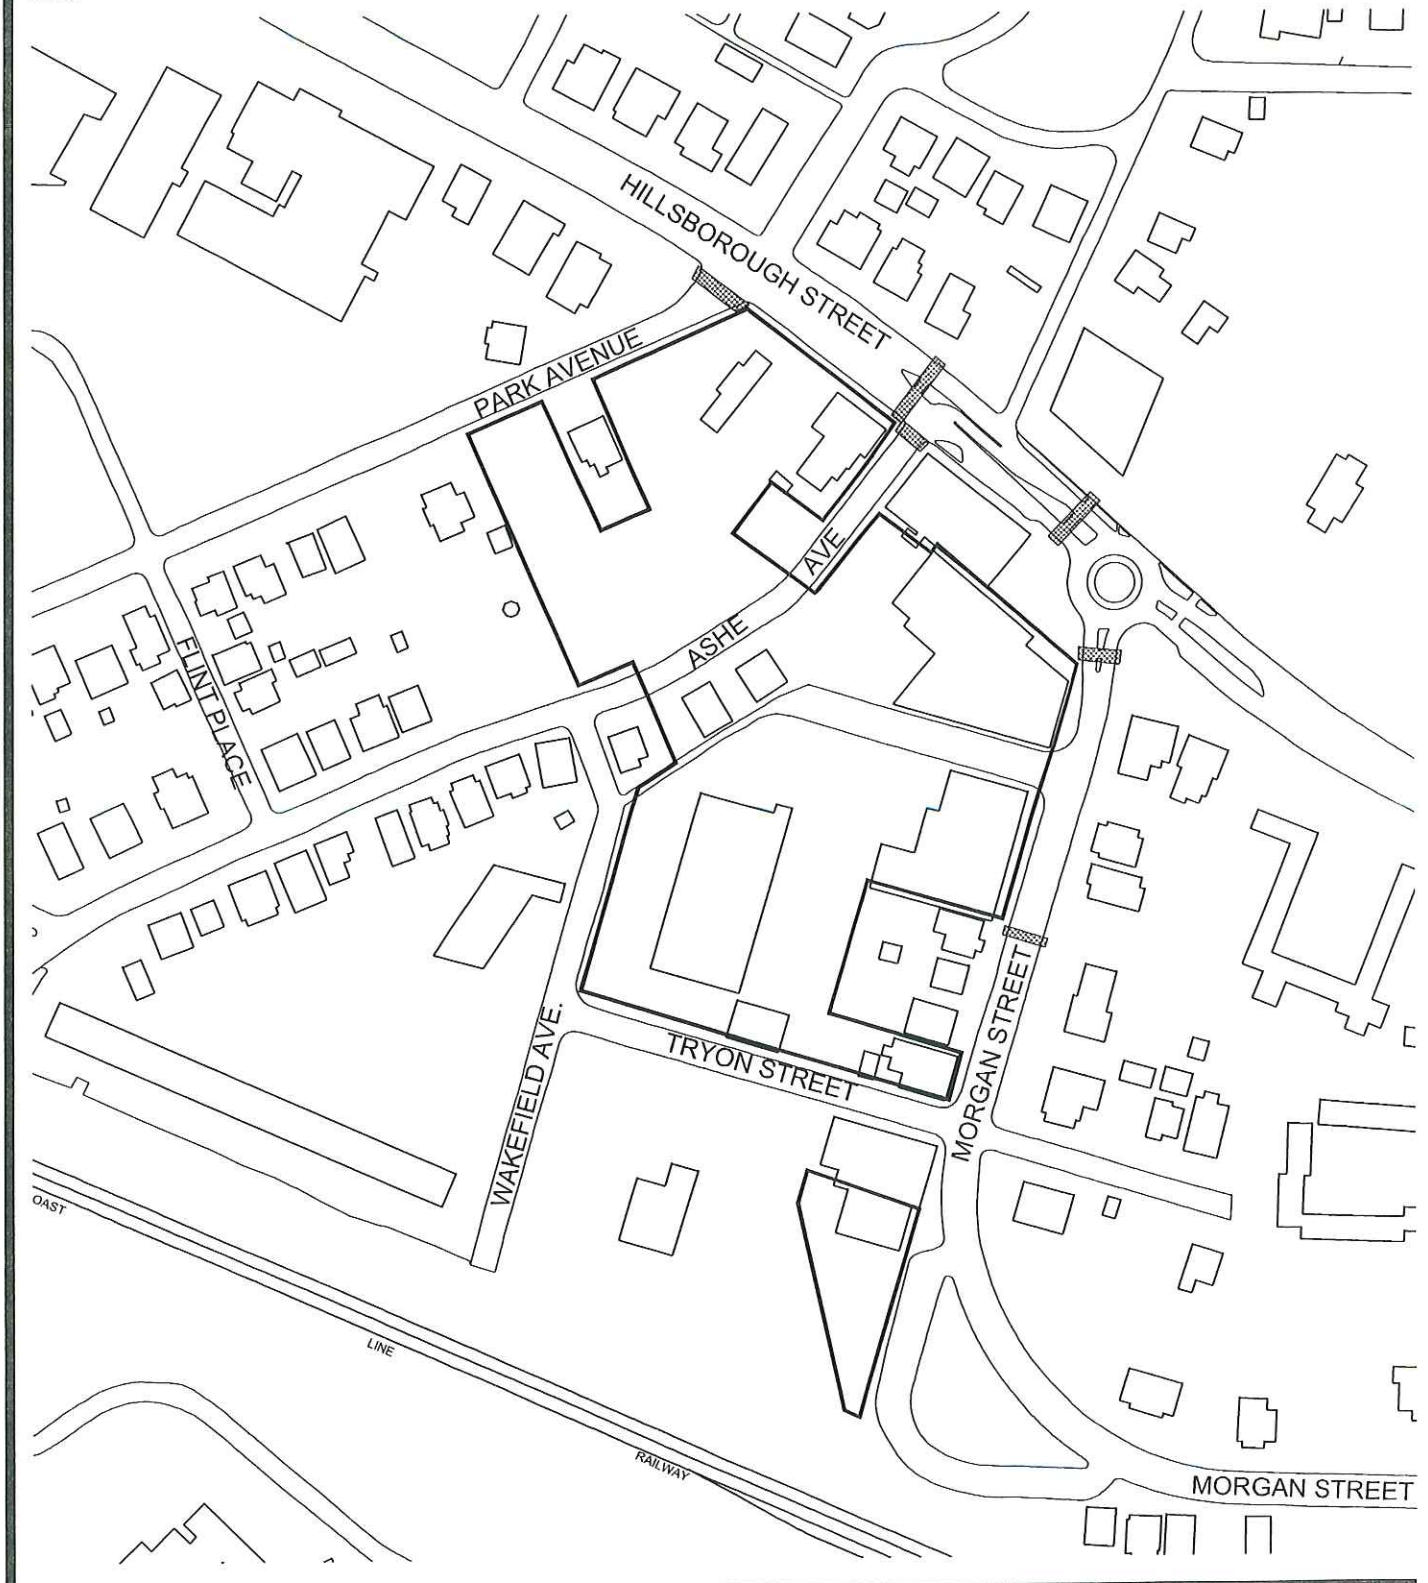 HILLSBOROUGH STREET
PARK AVENUE
AVE
ASHE
FLINT PLACE
MORGAN STREET
WAKEFIELD AVE.
TRYON STREET
OAST
LINE
RAILWAY
MORGAN STREET